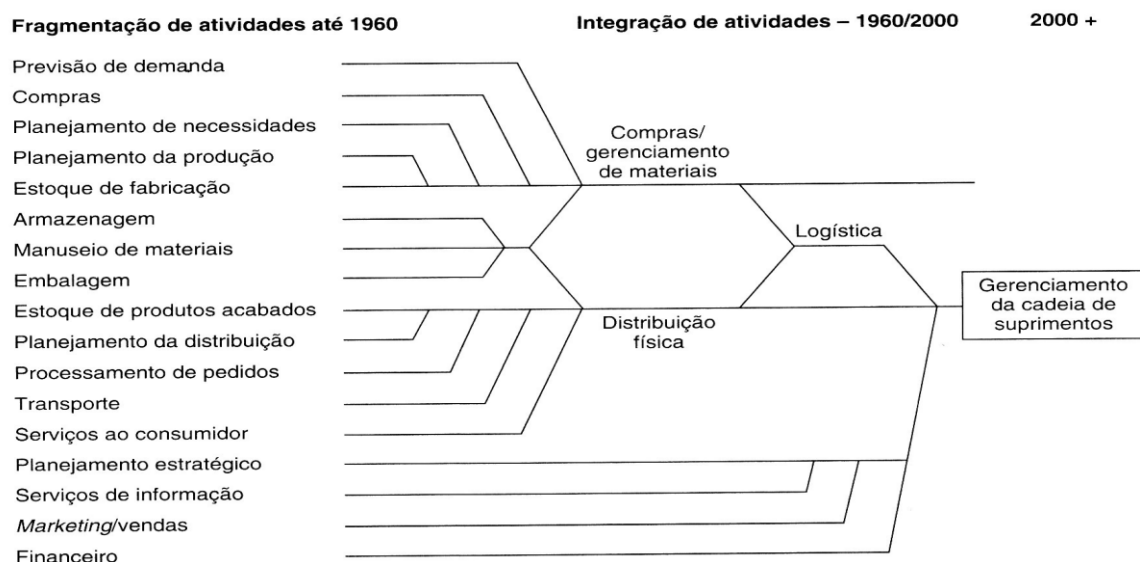 Fragmentação de atividades até 1960
Integração de atividades – 1960/2000
2000 +
Previsão de demanda
Compras
Planejamento de necessidades
Planejamento da produção
Estoque de fabricação
Armazenagem
Manuseio de materiais
Embalagem
Estoque de produtos acabados
Planejamento da distribuição
Processamento de pedidos
Transporte
Serviços ao consumidor
Planejamento estratégico
Serviços de informação
Marketing/vendas
Financeiro
Compras/
gerenciamento
de materiais
Distribuição
física
Logística
Gerenciamento
da cadeia de
suprimentos